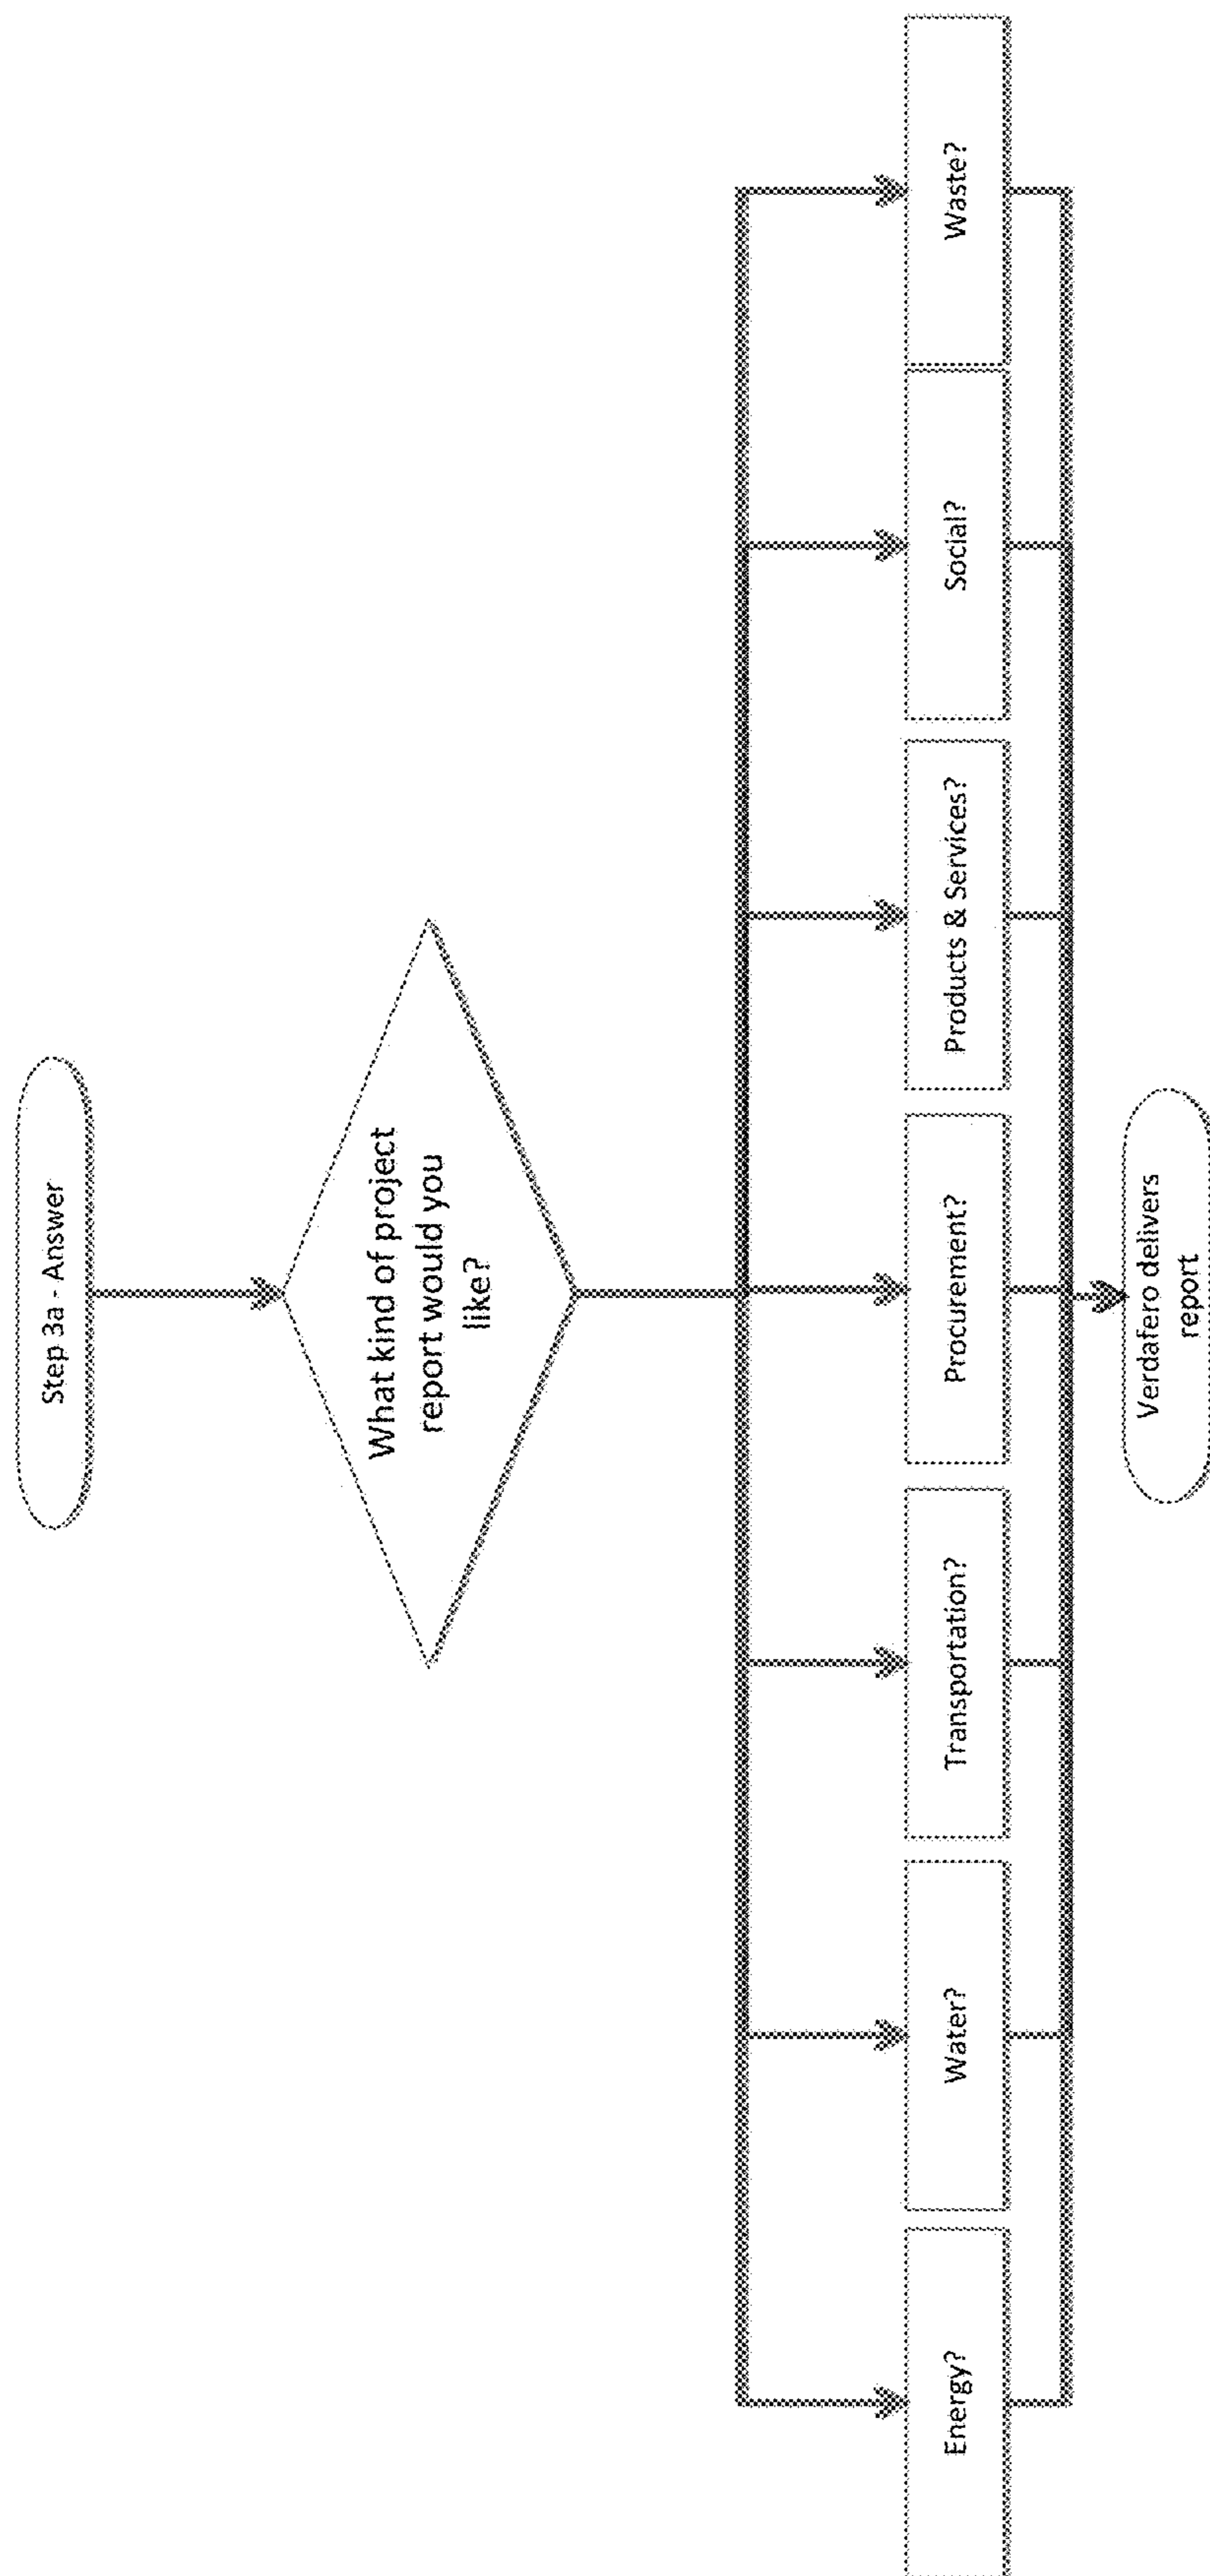 Step 3a - Answer
What kind of project
report would you
like?
Energy?
Water?
Transportation?
Procurement?
Products & Services?
Social?
Waste?
Verdafero delivers
report